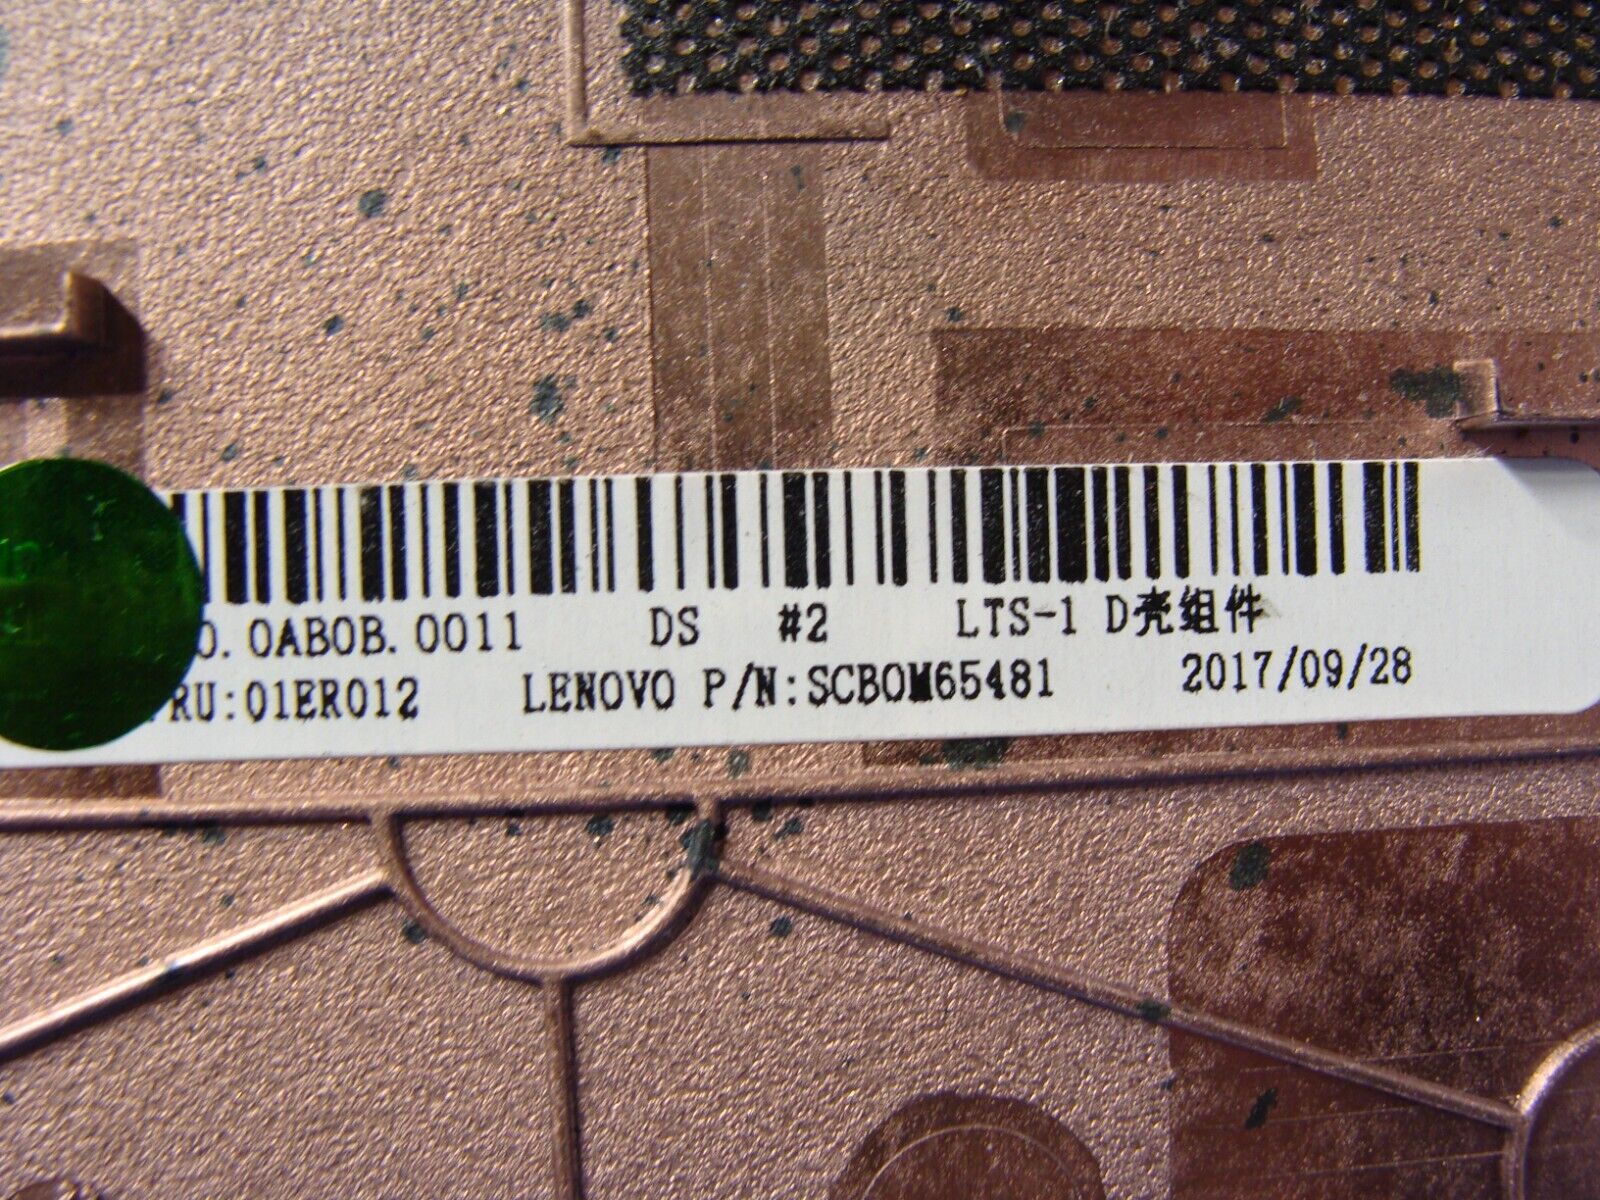 0.0AB0B.0011 DS #2 LTS-1 D壳组件
RU:01ER012 LENOVO P/N:SCB0M65481 2017/09/28